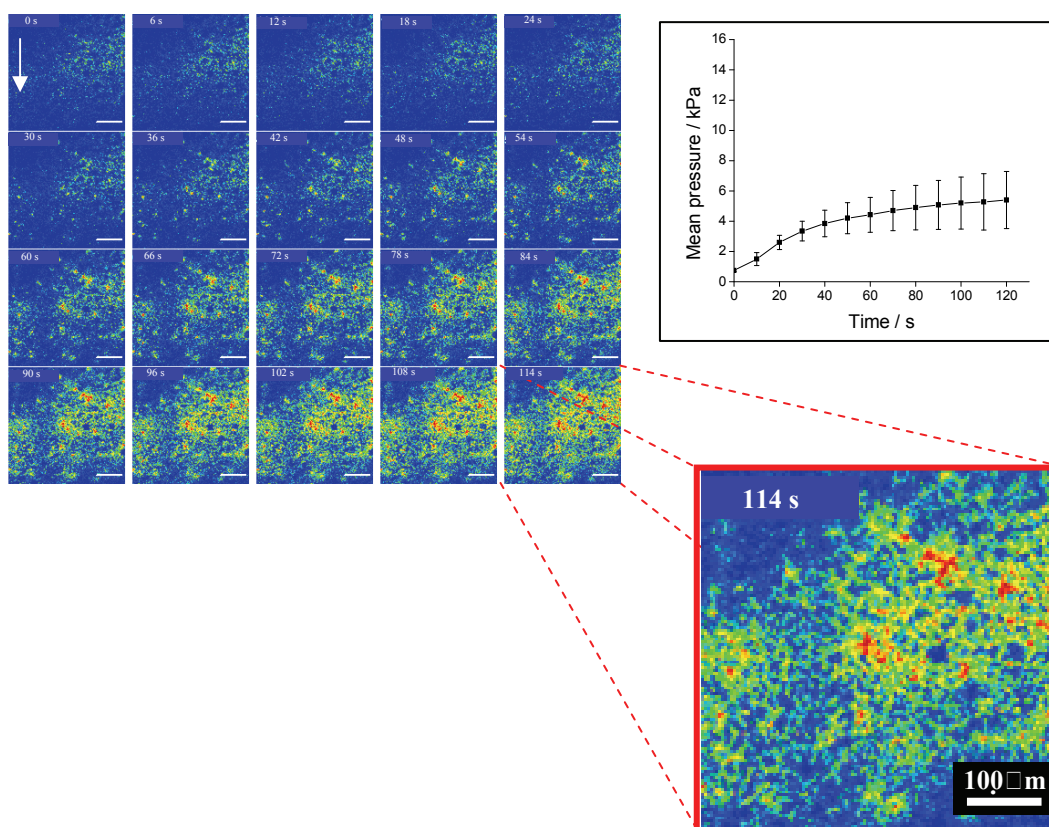 0 s
6 s
12 s
18 s
24 s
30 s
36 s
42 s
48 s
54 s
60 s
66 s
72 s
78 s
84 s
90 s
96 s
102 s
108 s
114 s
16
14
12
10
8
6
4
2
0
Mean pressure / kPa
0 20 40 60 80 100 120
Time / s
114 s
100 □ m